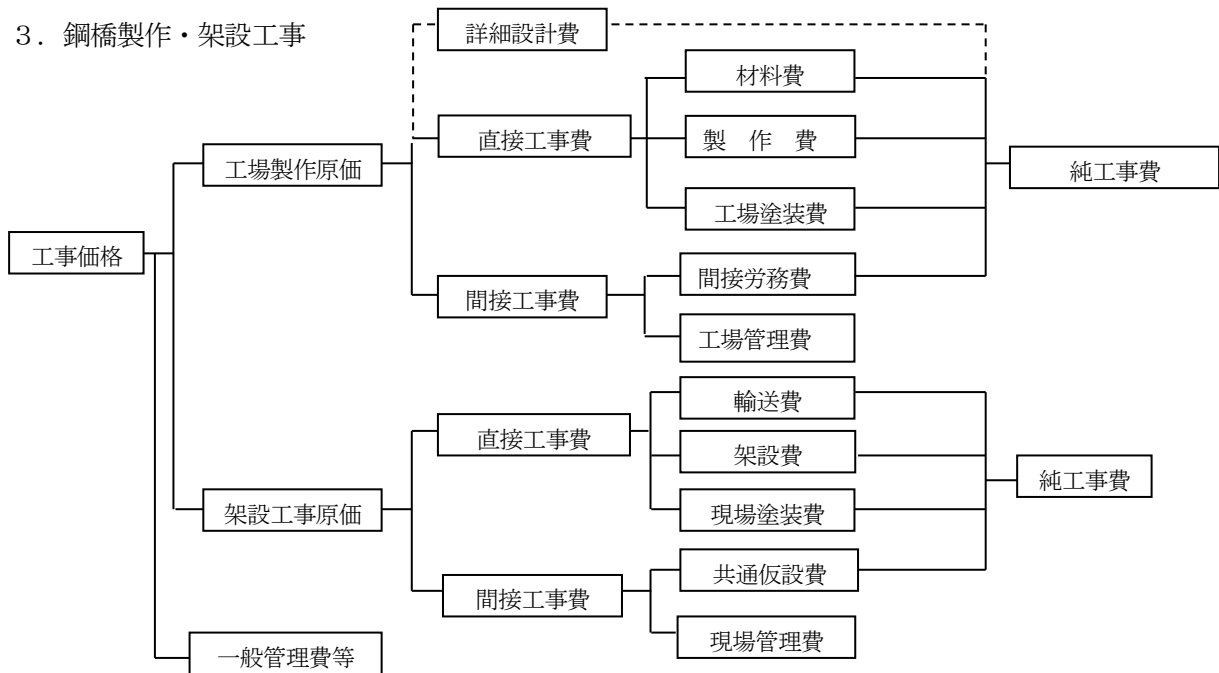 3．鋼橋製作・架設工事
詳細設計費
材料費
直接工事費
製　作　費
工場製作原価
純工事費
工場塗装費
工事価格
間接労務費
間接工事費
工場管理費
輸送費
直接工事費
架設費
純工事費
架設工事原価
現場塗装費
共通仮設費
間接工事費
現場管理費
一般管理費等